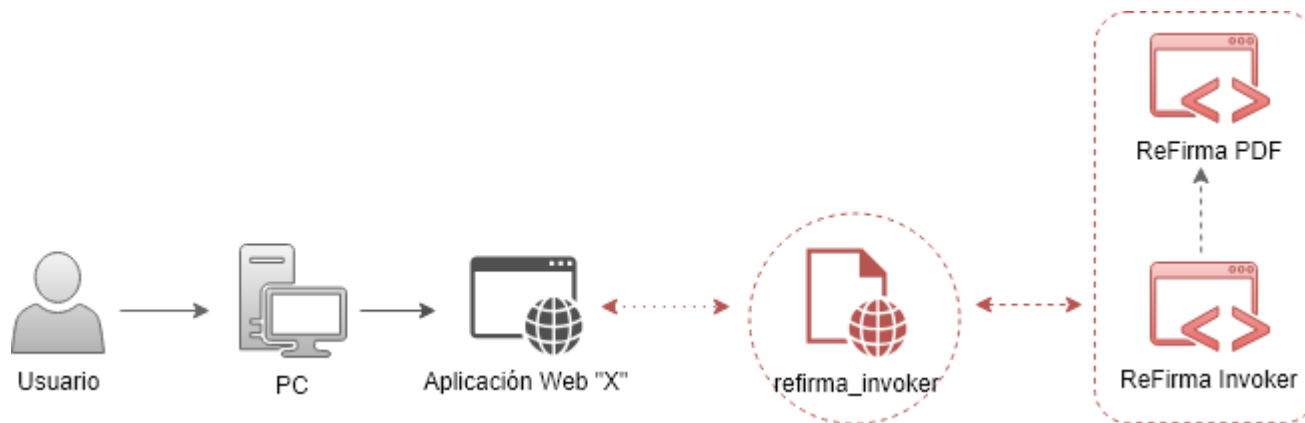 ReFirma PDF
Usuario
PC
Aplicación Web "X"
refirma_invoker
ReFirma Invoker